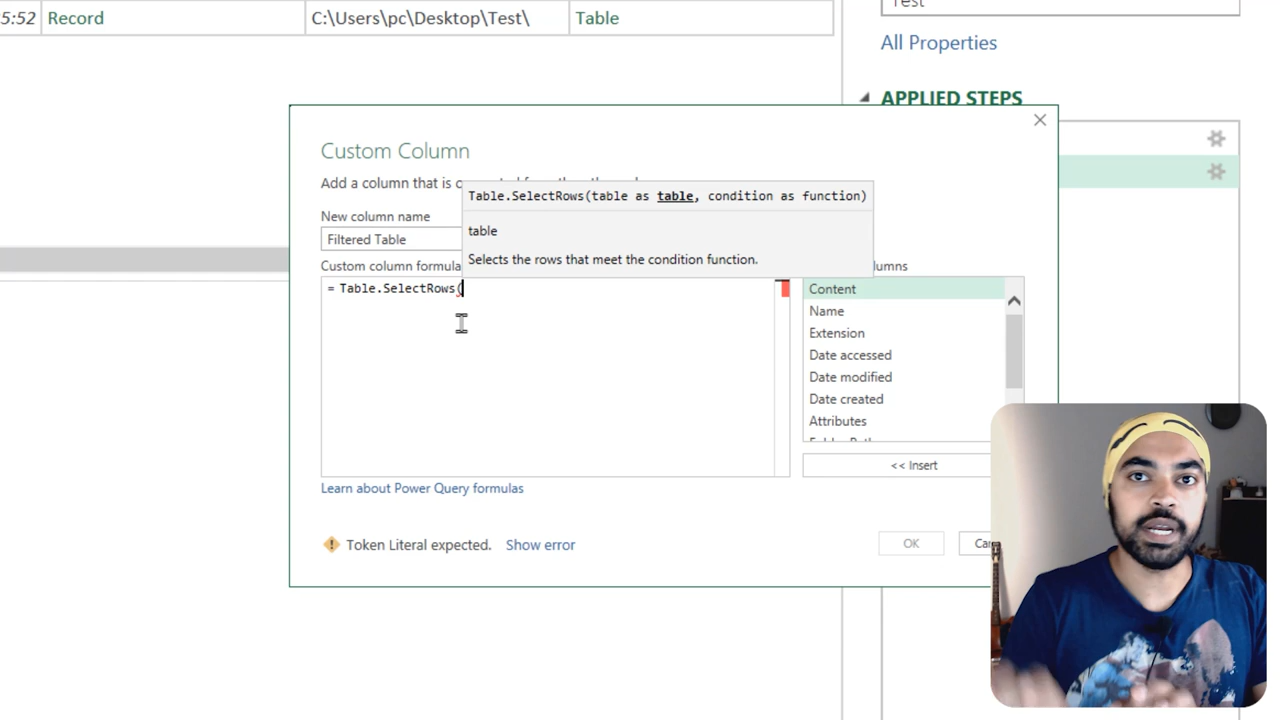 Test
5:52 Record C:\Users\pc\Desktop\Test\ Table
All Properties
APPLIED STEPS
Custom Column
Add a column that is
Table.SelectRows(table as table, condition as function)
New column name
table
Filtered Table
Selects the rows that meet the condition function.
Custom column formula
= Table.SelectRows(
Content
Name
Extension
Date accessed
Date modified
Date created
Attributes
<< Insert
Learn about Power Query formulas
Token Literal expected. Show error
OK